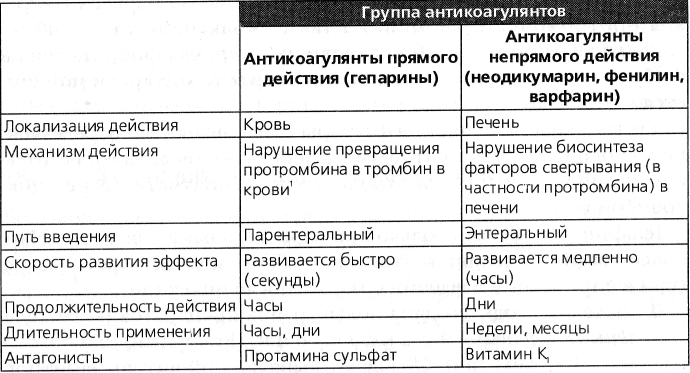 Группа антикоагулянтов
Антикоагулянты прямого
действия (гепарины)
Антикоагулянты
непрямого действия
(неодикумарин, фенилин,
варфарин)
Локализация действия
Кровь
Печень
Механизм действия
Нарушение превращения
протромбина в тромбин в
крови¹
Нарушение биосинтеза
факторов свертывания (в
частности протромбина) в
печени
Путь введения
Парентеральный
Энтеральный
Скорость развития эффекта
Развивается быстро
(секунды)
Развивается медленно
(часы)
Продолжительность действия
Часы
Дни
Длительность применения
Часы, дни
Недели, месяцы
Антагонисты
Протамина сульфат
Витамин К₁